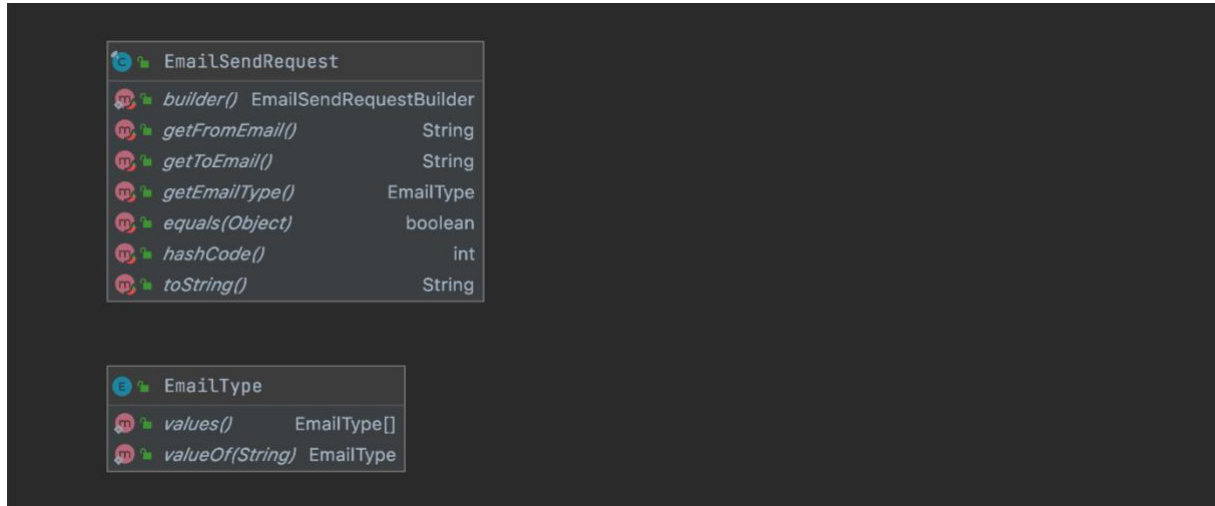 EmailSendRequest
builder() EmailSendRequestBuilder
getFromEmail() String
getToEmail() String
getEmailType() EmailType
equals(Object) boolean
hashCode() int
toString() String
EmailType
values() EmailType[]
valueOf(String) EmailType